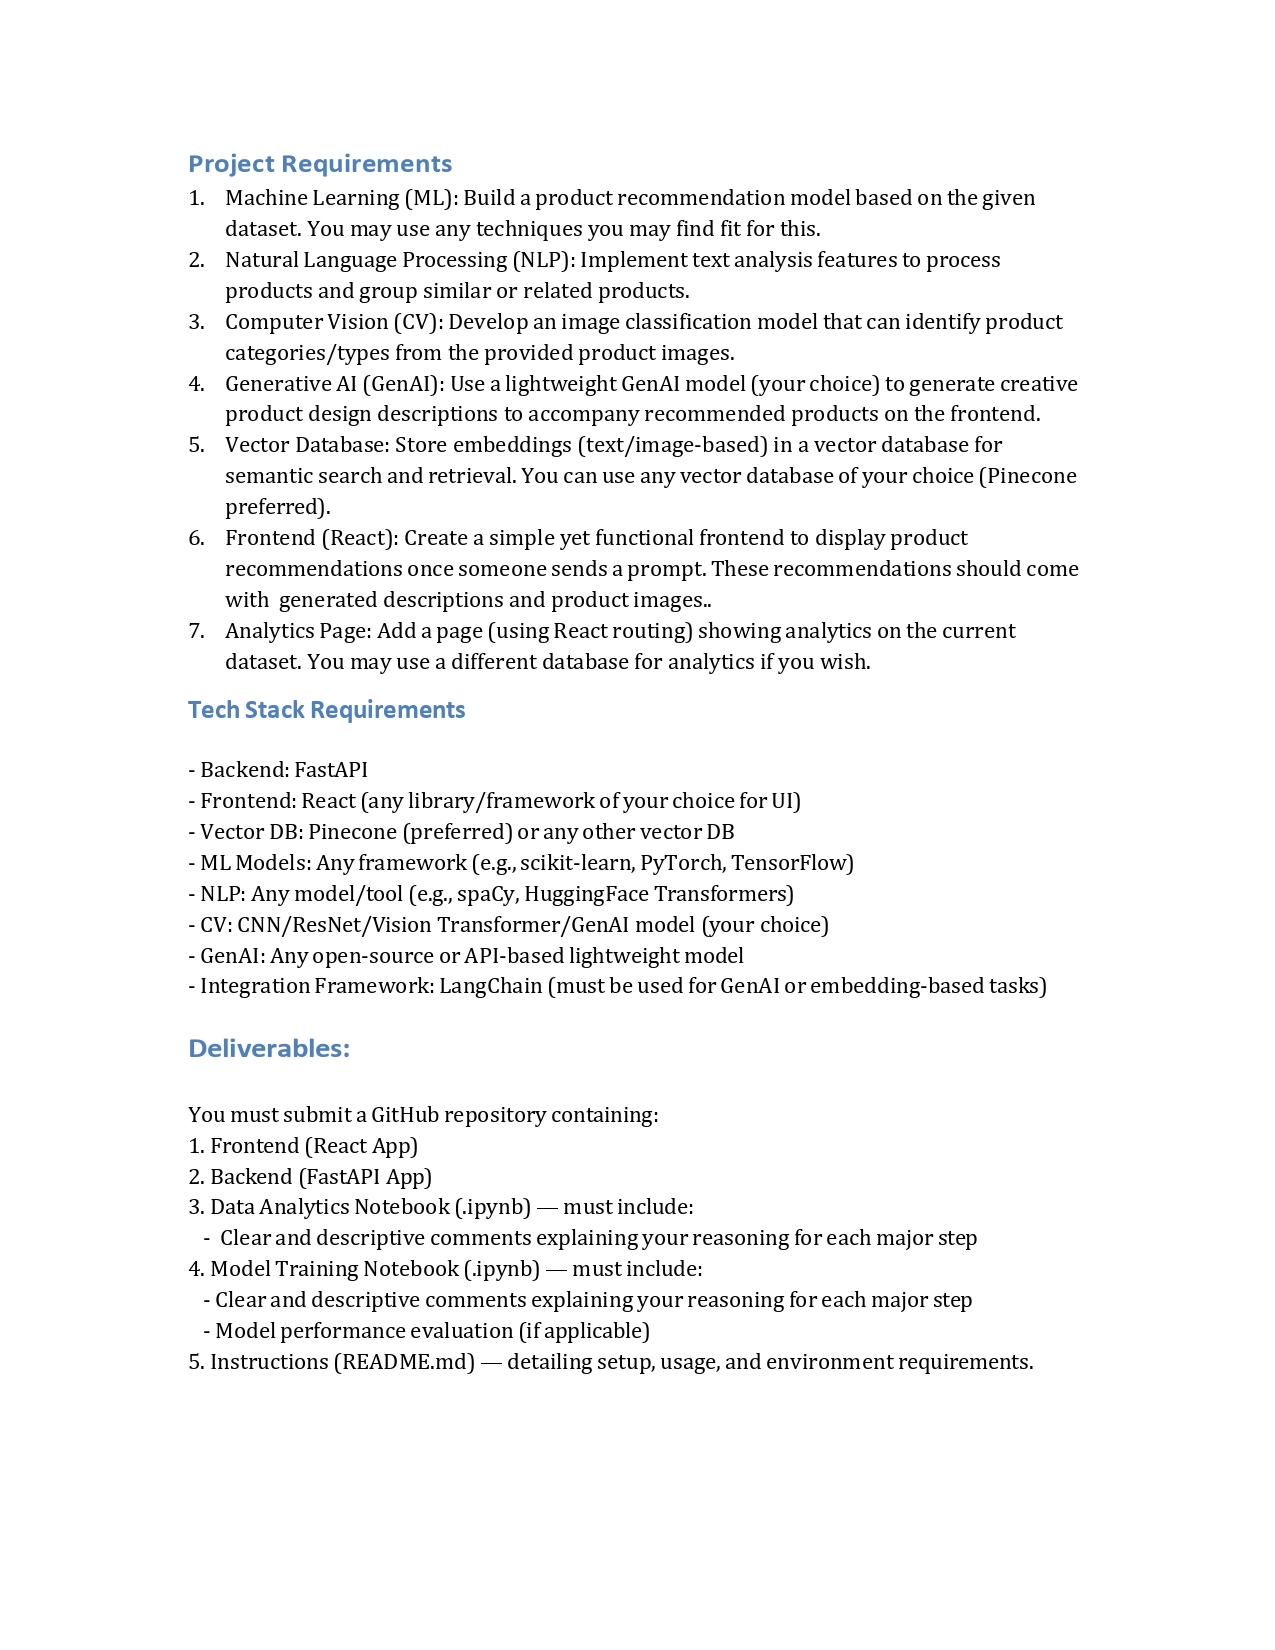 Project Requirements
1. Machine Learning (ML): Build a product recommendation model based on the given
dataset. You may use any techniques you may find fit for this.
2. Natural Language Processing (NLP): Implement text analysis features to process
products and group similar or related products.
3. Computer Vision (CV): Develop an image classification model that can identify product
categories/types from the provided product images.
4. Generative AI (GenAI): Use a lightweight GenAI model (your choice) to generate creative
product design descriptions to accompany recommended products on the frontend.
5. Vector Database: Store embeddings (text/image-based) in a vector database for
semantic search and retrieval. You can use any vector database of your choice (Pinecone
preferred).
6. Frontend (React): Create a simple yet functional frontend to display product
recommendations once someone sends a prompt. These recommendations should come
with  generated descriptions and product images..
7. Analytics Page: Add a page (using React routing) showing analytics on the current
dataset. You may use a different database for analytics if you wish.
Tech Stack Requirements
- Backend: FastAPI
- Frontend: React (any library/framework of your choice for UI)
- Vector DB: Pinecone (preferred) or any other vector DB
- ML Models: Any framework (e.g., scikit-learn, PyTorch, TensorFlow)
- NLP: Any model/tool (e.g., spaCy, HuggingFace Transformers)
- CV: CNN/ResNet/Vision Transformer/GenAI model (your choice)
- GenAI: Any open-source or API-based lightweight model
- Integration Framework: LangChain (must be used for GenAI or embedding-based tasks)
Deliverables:
You must submit a GitHub repository containing:
1. Frontend (React App)
2. Backend (FastAPI App)
3. Data Analytics Notebook (.ipynb) — must include:
-  Clear and descriptive comments explaining your reasoning for each major step
4. Model Training Notebook (.ipynb) — must include:
- Clear and descriptive comments explaining your reasoning for each major step
- Model performance evaluation (if applicable)
5. Instructions (README.md) — detailing setup, usage, and environment requirements.